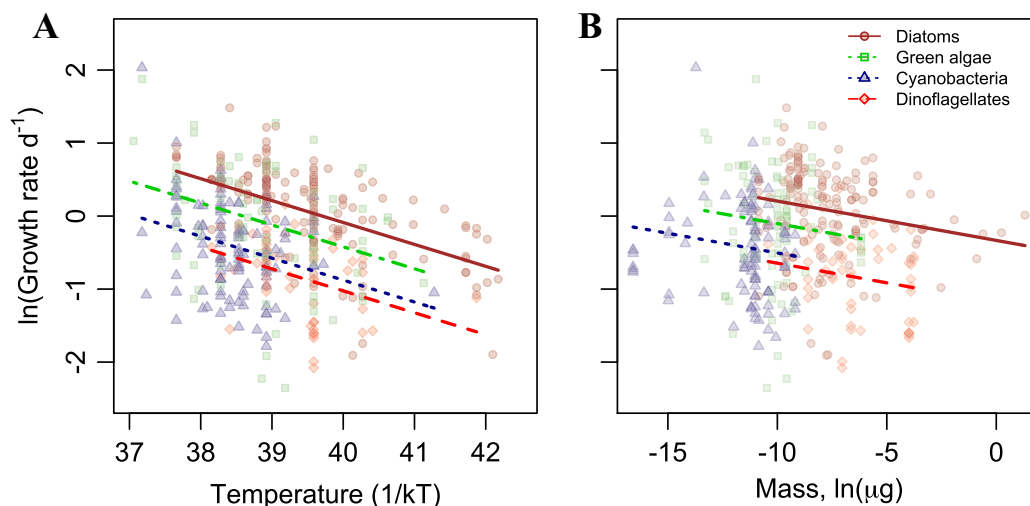 A
B
Diatoms
Green algae
Cyanobacteria
Dinoflagellates
ln(Growth rate d⁻¹)
2
1
0
-1
-2
37 38 39 40 41 42
-15 -10 -5 0
Temperature (1/kT)
Mass, ln(µg)